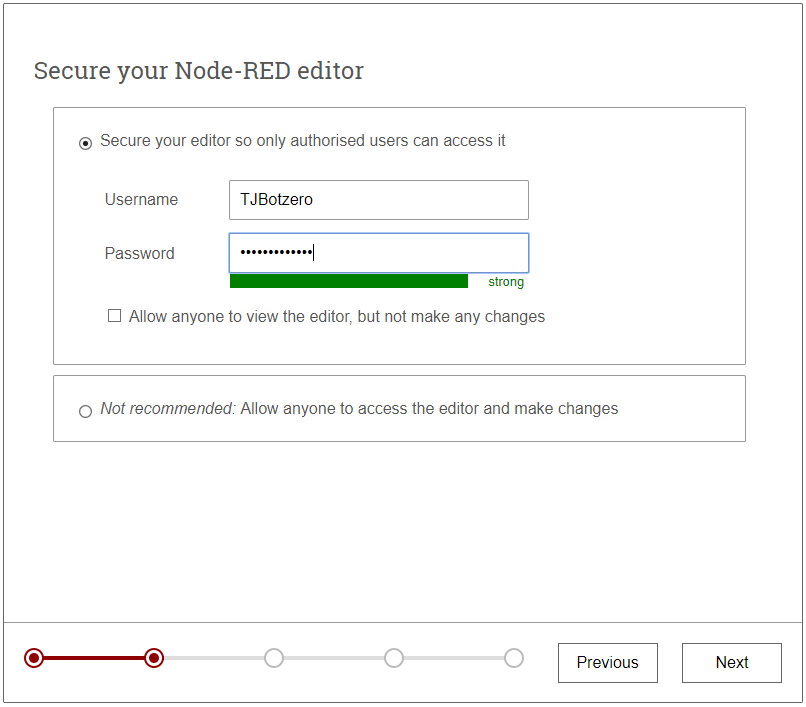 Secure your Node-RED editor
Secure your editor so only authorised users can access it
Username
TJBotzero
Password
•••••••••••••
strong
Allow anyone to view the editor, but not make any changes
Not recommended: Allow anyone to access the editor and make changes
Previous
Next